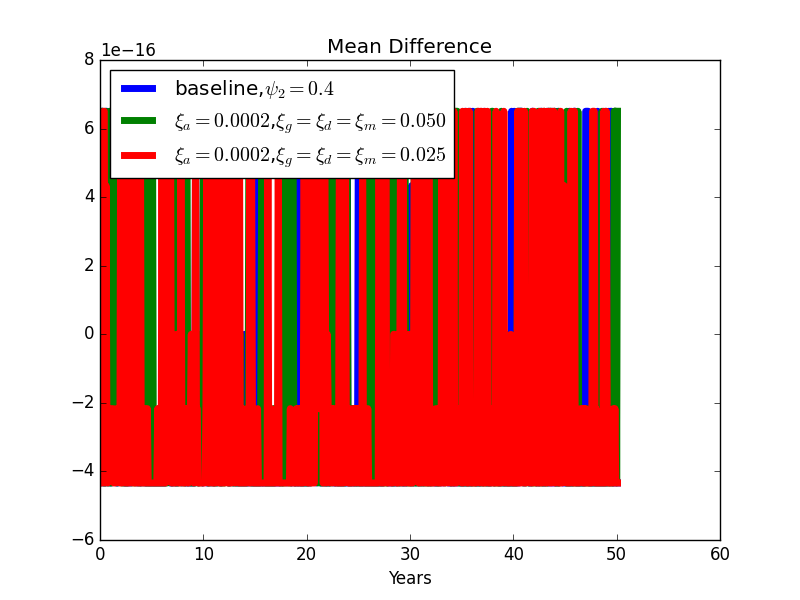 Mean Difference
1e−16
baseline,ψ₂ = 0.4
ξₐ = 0.0002,ξ_g = ξ_d = ξ_m = 0.050
ξₐ = 0.0002,ξ_g = ξ_d = ξ_m = 0.025
8
6
4
2
0
−2
−4
−6
0 10 20 30 40 50 60
Years